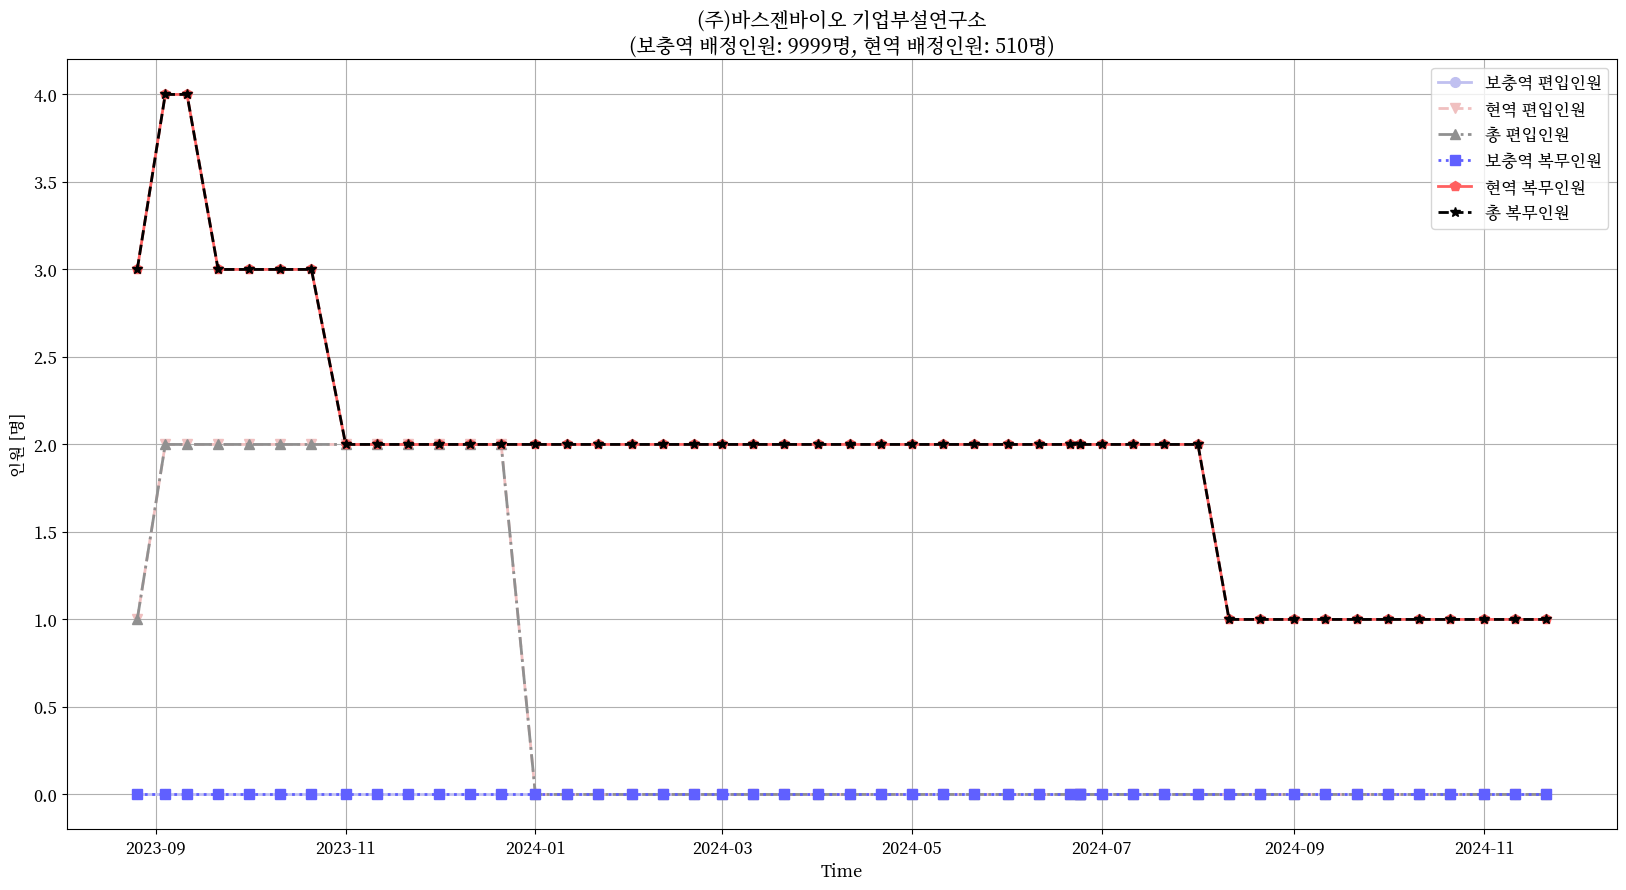 (주)바스젠바이오 기업부설연구소
(보충역 배정인원: 9999명, 현역 배정인원: 510명)
보충역 편입인원
현역 편입인원
총 편입인원
보충역 복무인원
현역 복무인원
총 복무인원
인원 [명]
4.0
3.5
3.0
2.5
2.0
1.5
1.0
0.5
0.0
2023-09 2023-11 2024-01 2024-03 2024-05 2024-07 2024-09 2024-11
Time